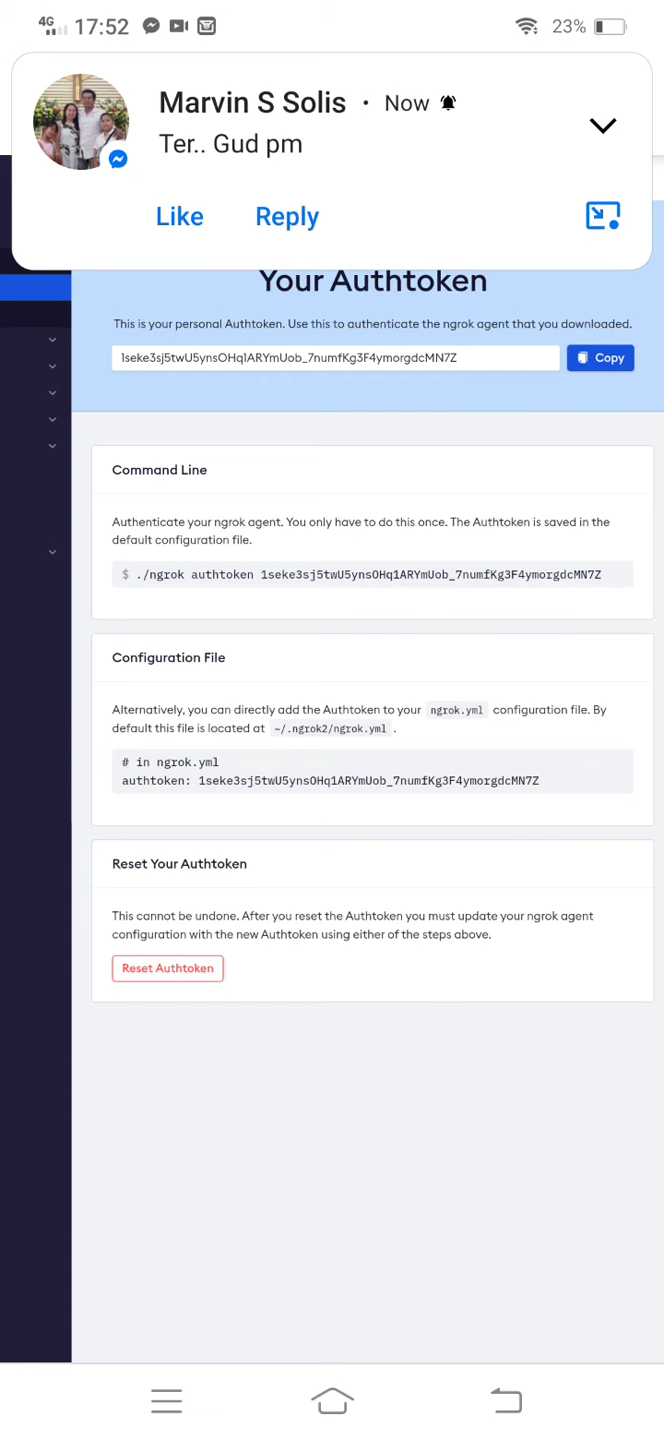 4G 17:52 23%
Marvin S Solis • Now
Ter.. Gud pm
Like Reply
Your Authtoken
This is your personal Authtoken. Use this to authenticate the ngrok agent that you downloaded.
1seke3sj5twU5ynsOHq1ARYmUob_7numfKg3F4ymorgdcMN7Z Copy
Command Line
Authenticate your ngrok agent. You only have to do this once. The Authtoken is saved in the
default configuration file.
$ ./ngrok authtoken 1seke3sj5twU5ynsOHq1ARYmUob_7numfKg3F4ymorgdcMN7Z
Configuration File
Alternatively, you can directly add the Authtoken to your ngrok.yml configuration file. By
default this file is located at ~/.ngrok2/ngrok.yml .
# in ngrok.yml
authtoken: 1seke3sj5twU5ynsOHq1ARYmUob_7numfKg3F4ymorgdcMN7Z
Reset Your Authtoken
This cannot be undone. After you reset the Authtoken you must update your ngrok agent
configuration with the new Authtoken using either of the steps above.
Reset Authtoken